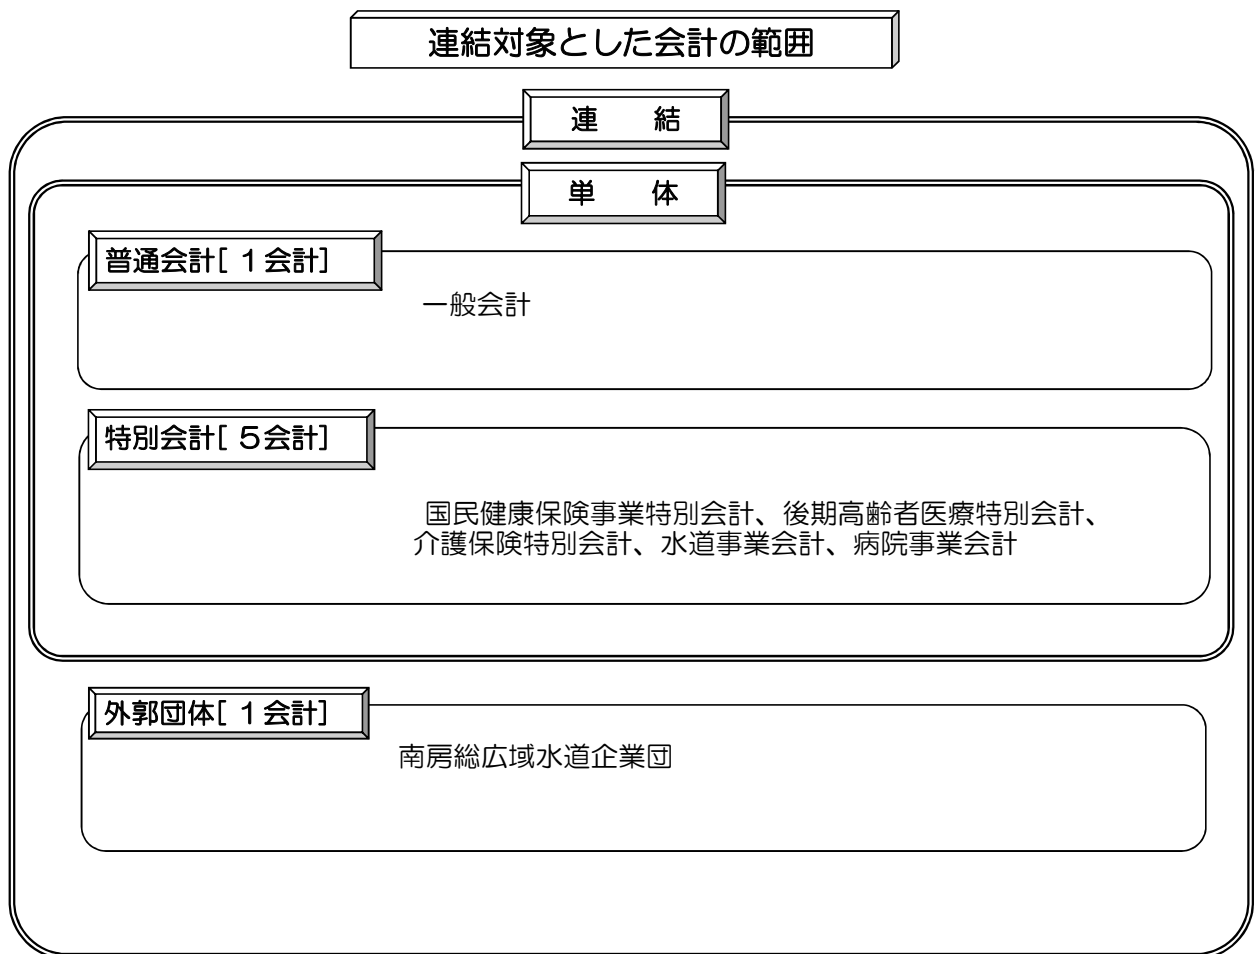 連結対象とした会計の範囲
連　結
単　体
普通会計[ １会計]
一般会計
特別会計[ ５会計]
国民健康保険事業特別会計、後期高齢者医療特別会計、
介護保険特別会計、水道事業会計、病院事業会計
外郭団体[ １会計]
南房総広域水道企業団